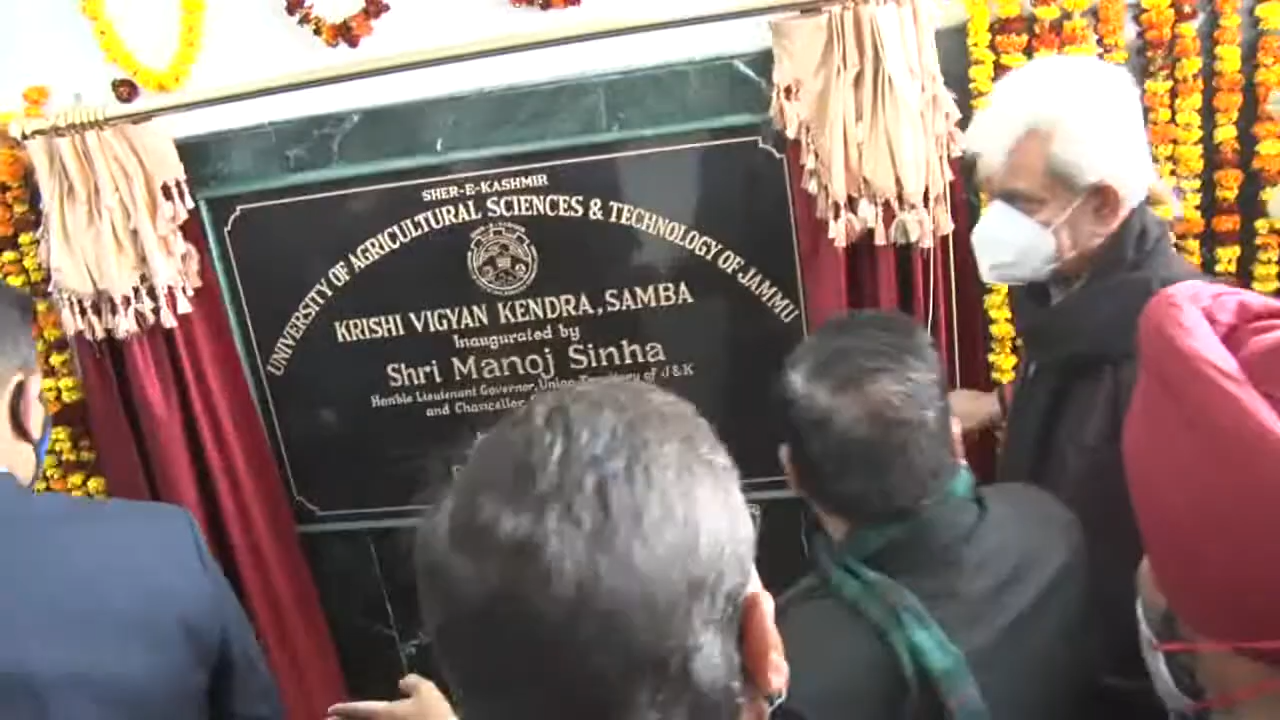 SHER-E-KASHMIR
UNIVERSITY OF AGRICULTURAL SCIENCES & TECHNOLOGY OF JAMMU
KRISHI VIGYAN KENDRA, SAMBA
Inaugurated by
Shri Manoj Sinha
Hon'ble Lieutenant Governor, Union Territory of J&K
and Chancellor